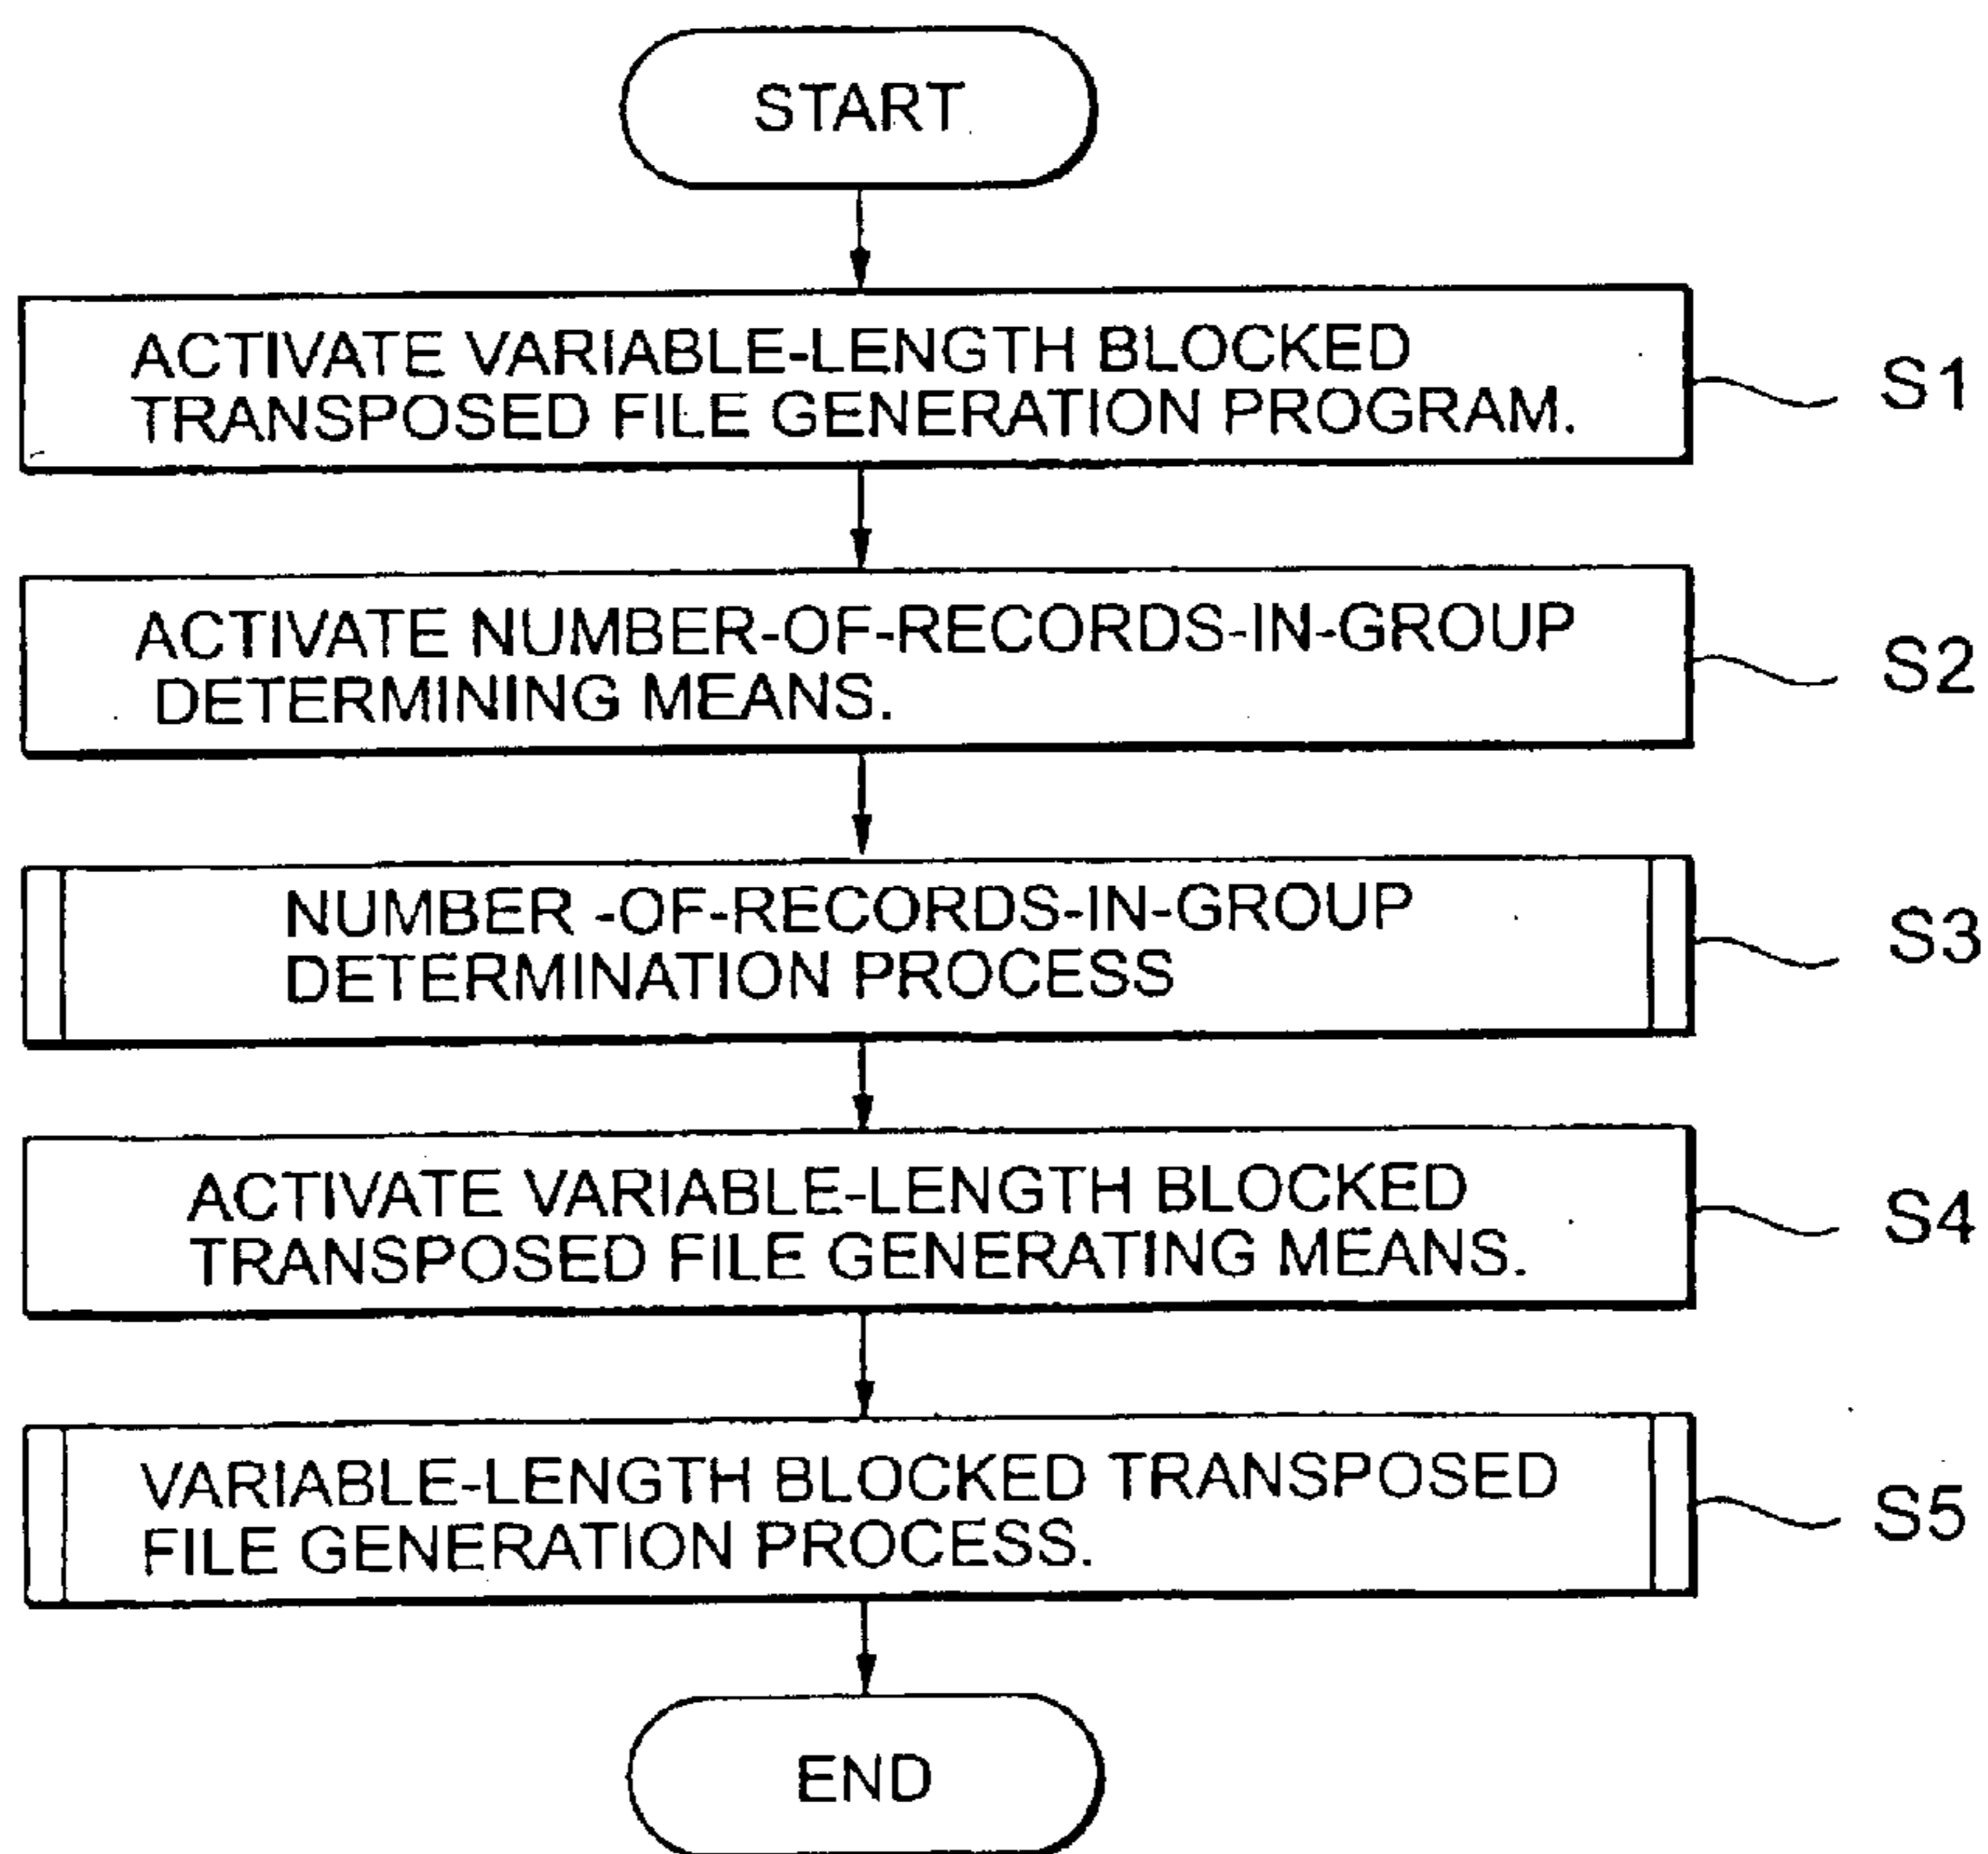 START
ACTIVATE VARIABLE-LENGTH BLOCKED
TRANSPOSED FILE GENERATION PROGRAM.
S1
ACTIVATE NUMBER-OF-RECORDS-IN-GROUP
DETERMINING MEANS.
S2
NUMBER -OF-RECORDS-IN-GROUP
DETERMINATION PROCESS
S3
ACTIVATE VARIABLE-LENGTH BLOCKED
TRANSPOSED FILE GENERATING MEANS.
S4
VARIABLE-LENGTH BLOCKED TRANSPOSED
FILE GENERATION PROCESS.
S5
END